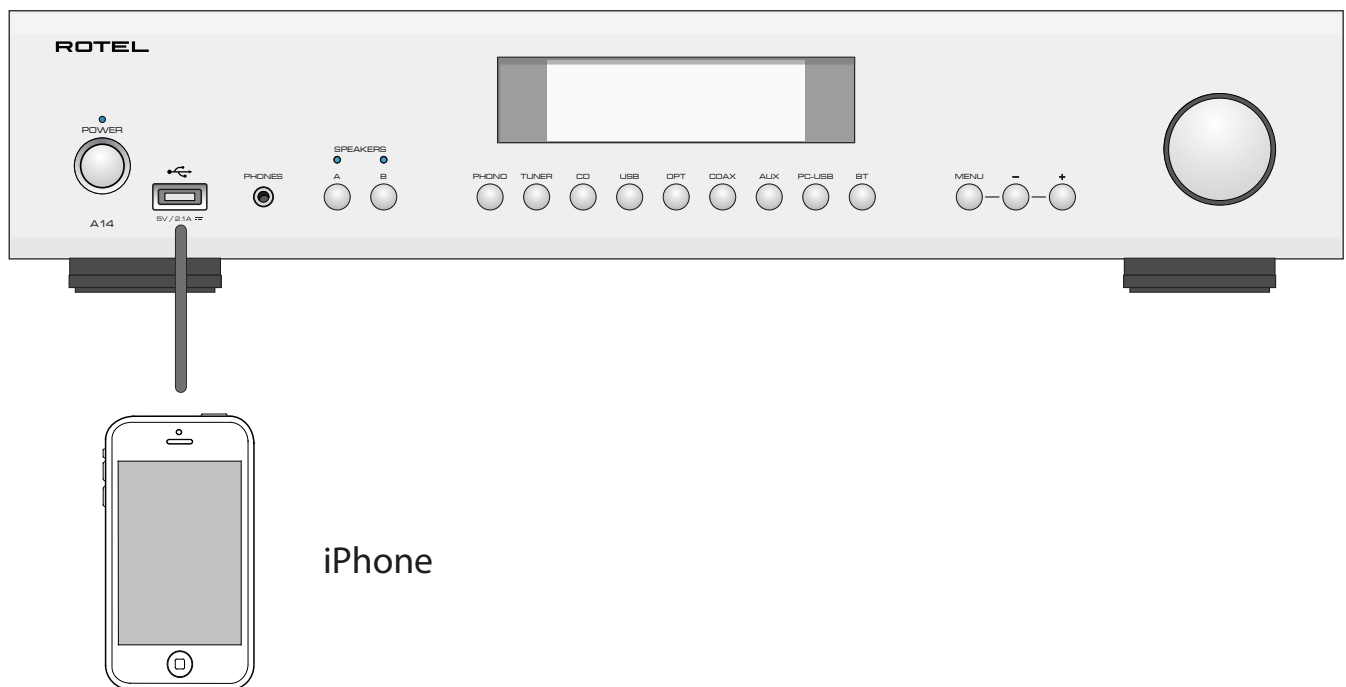 ROTEL
POWER
SPEAKERS
PHONES
A
B
PHONO
TUNER
CD
USB
OPT
COAX
AUX
PC-USB
BT
MENU
–
+
5V / 2.1A ⎓
A14
iPhone